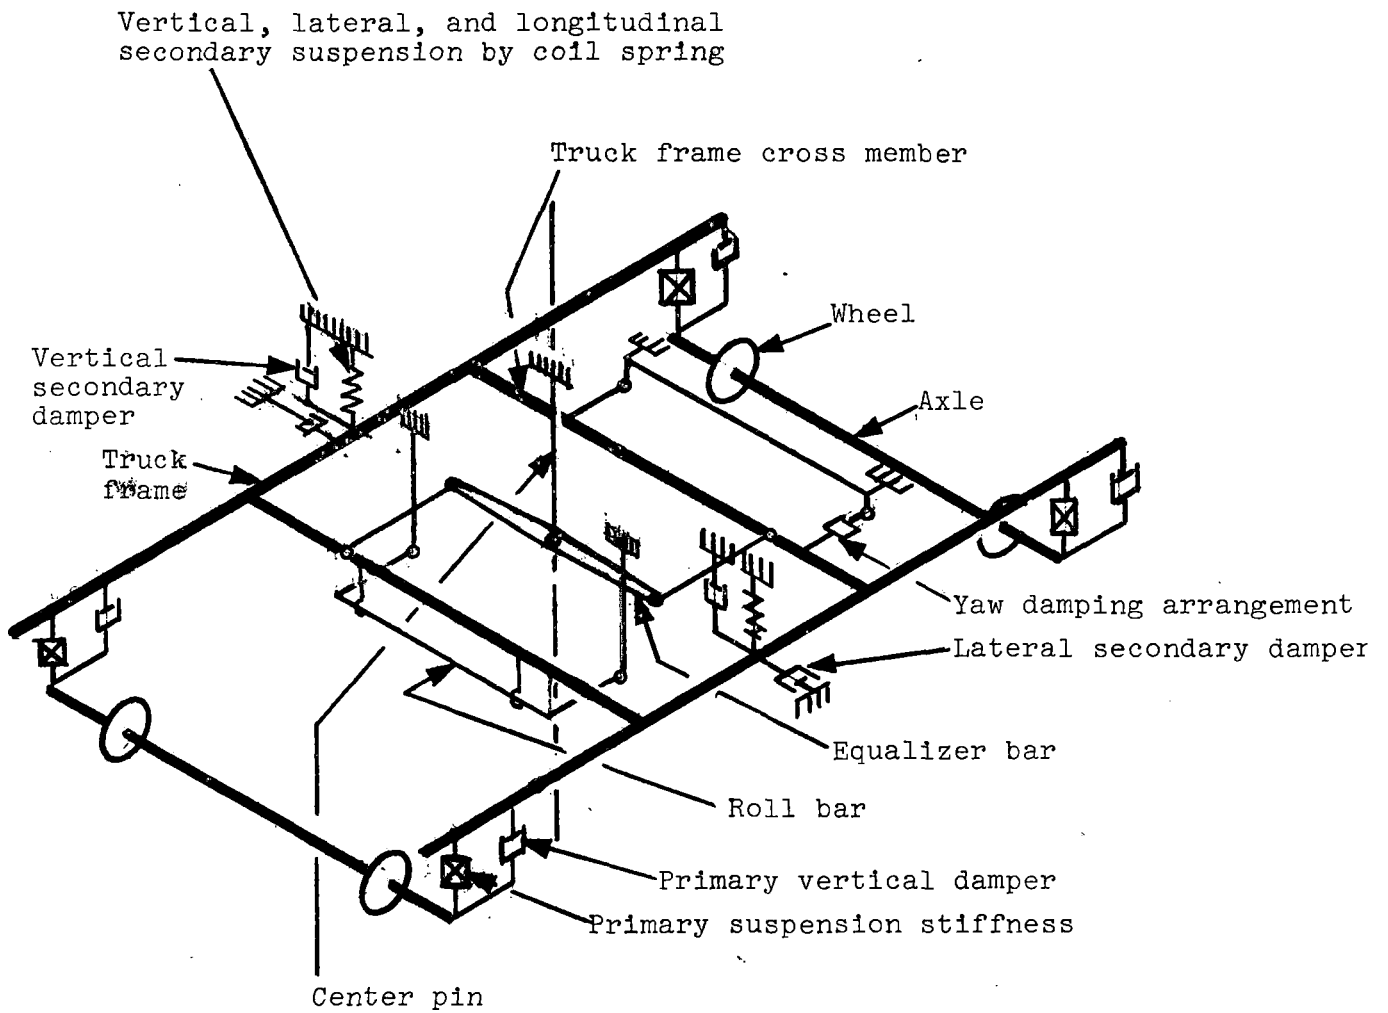 Vertical, lateral, and longitudinal
secondary suspension by coil spring
Truck frame cross member
Wheel
Vertical
secondary
damper
Axle
Truck
frame
Yaw damping arrangement
Lateral secondary damper
Equalizer bar
Roll bar
Primary vertical damper
Primary suspension stiffness
Center pin